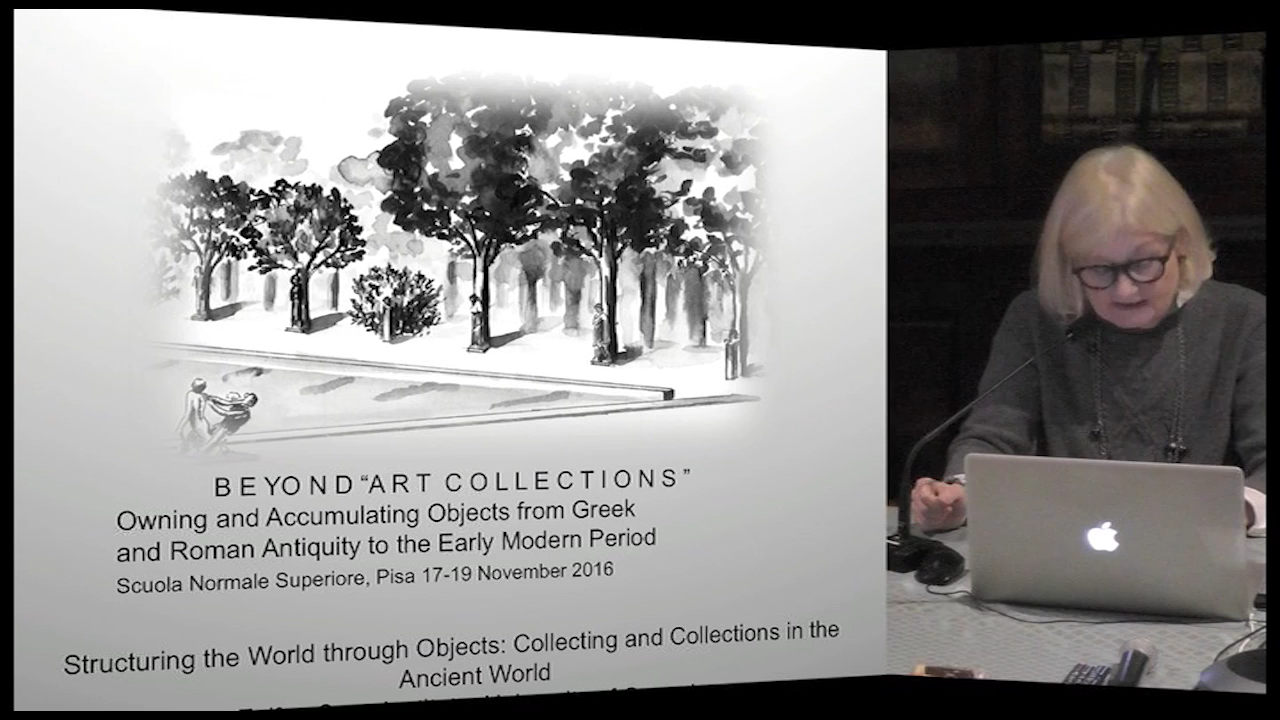 BEYOND “ART COLLECTIONS”
Owning and Accumulating Objects from Greek
and Roman Antiquity to the Early Modern Period
Scuola Normale Superiore, Pisa 17-19 November 2016
Structuring the World through Objects: Collecting and Collections in the
Ancient World